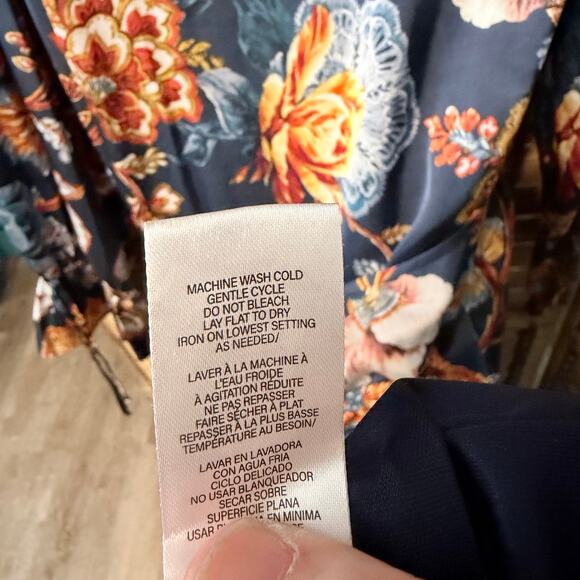 MACHINE WASH COLD
GENTLE CYCLE
DO NOT BLEACH
LAY FLAT TO DRY
IRON ON LOWEST SETTING
AS NEEDED/
LAVER À LA MACHINE À
L'EAU FROIDE
À AGITATION RÉDUITE
NE PAS REPASSER
FAIRE SÉCHER À PLAT
REPASSER À LA PLUS BASSE
TEMPÉRATURE AU BESOIN/
LAVAR EN LAVADORA
CON AGUA FRIA
CICLO DELICADO
NO USAR BLANQUEADOR
SECAR SOBRE
SUPERFICIE PLANA
USAR EN MINIMA